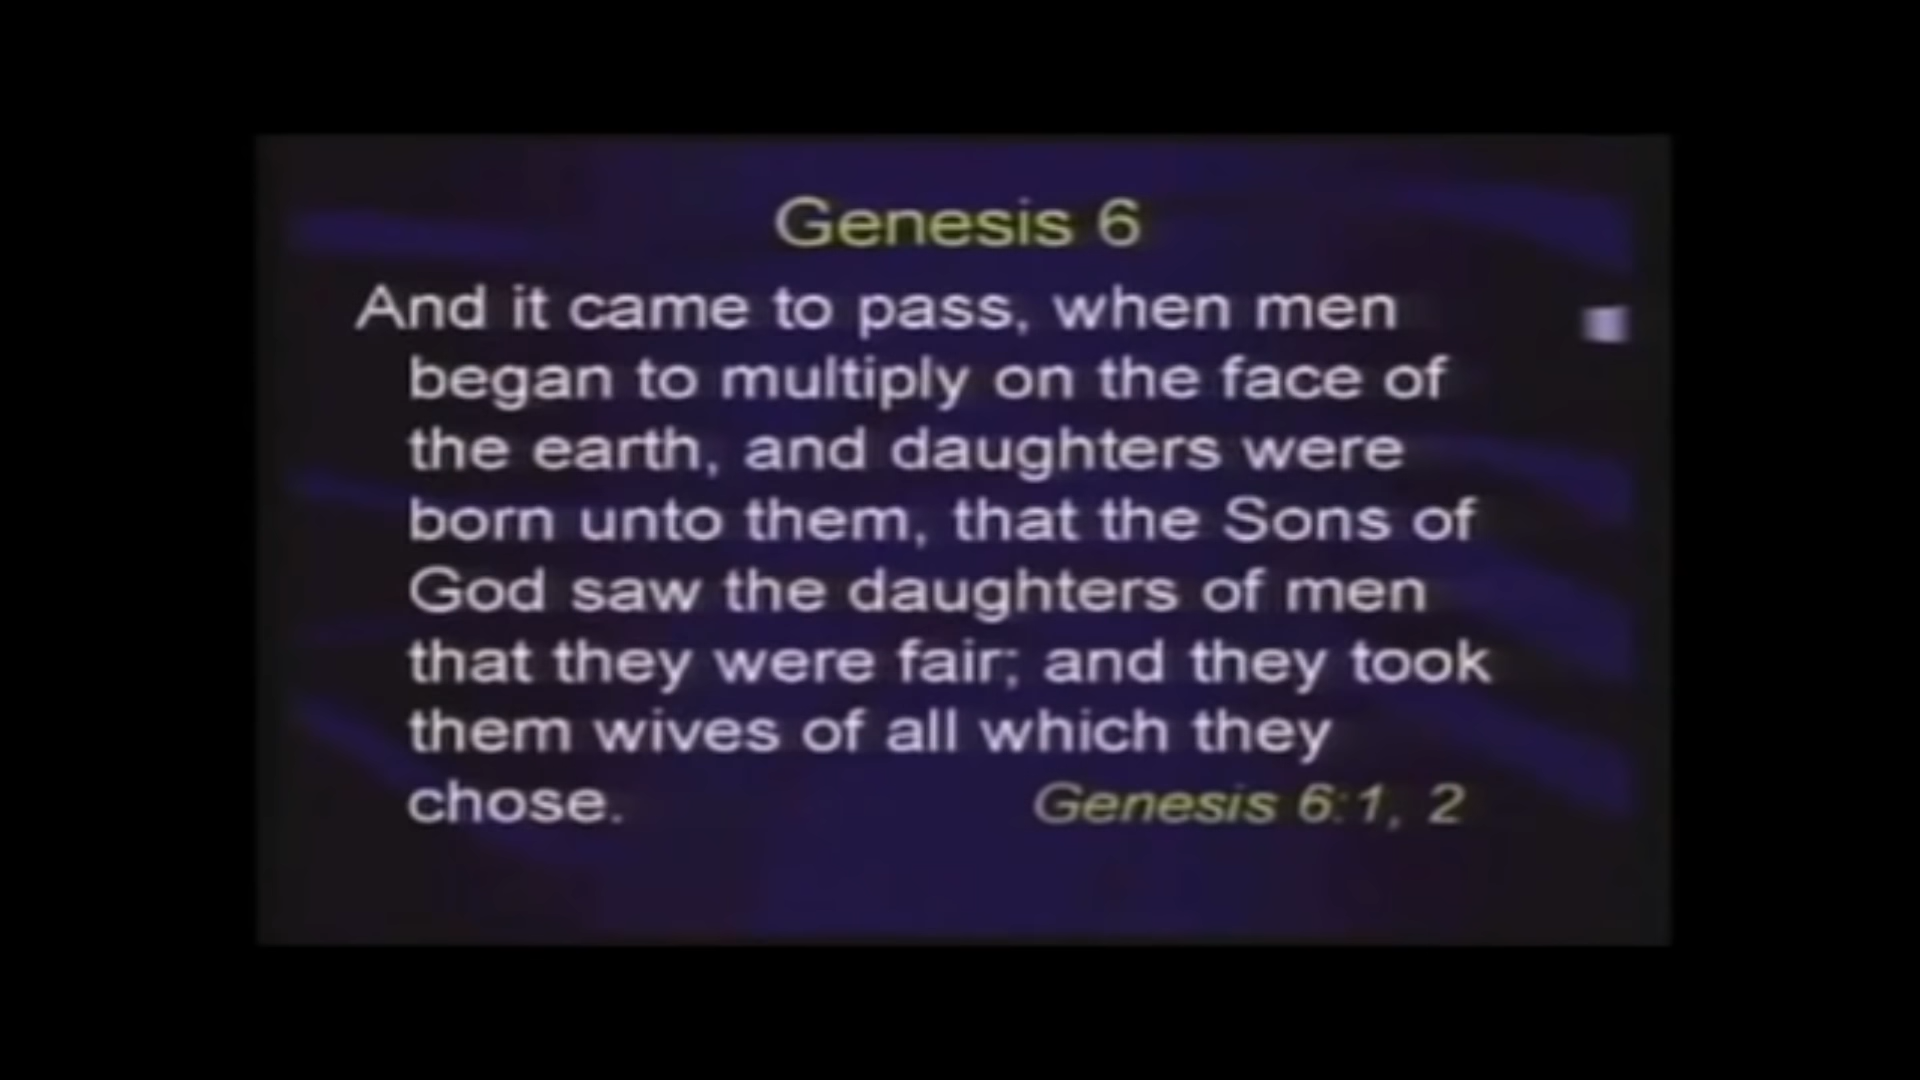 Genesis 6
And it came to pass, when men
began to multiply on the face of
the earth, and daughters were
born unto them, that the Sons of
God saw the daughters of men
that they were fair; and they took
them wives of all which they
chose.
Genesis 6:1, 2